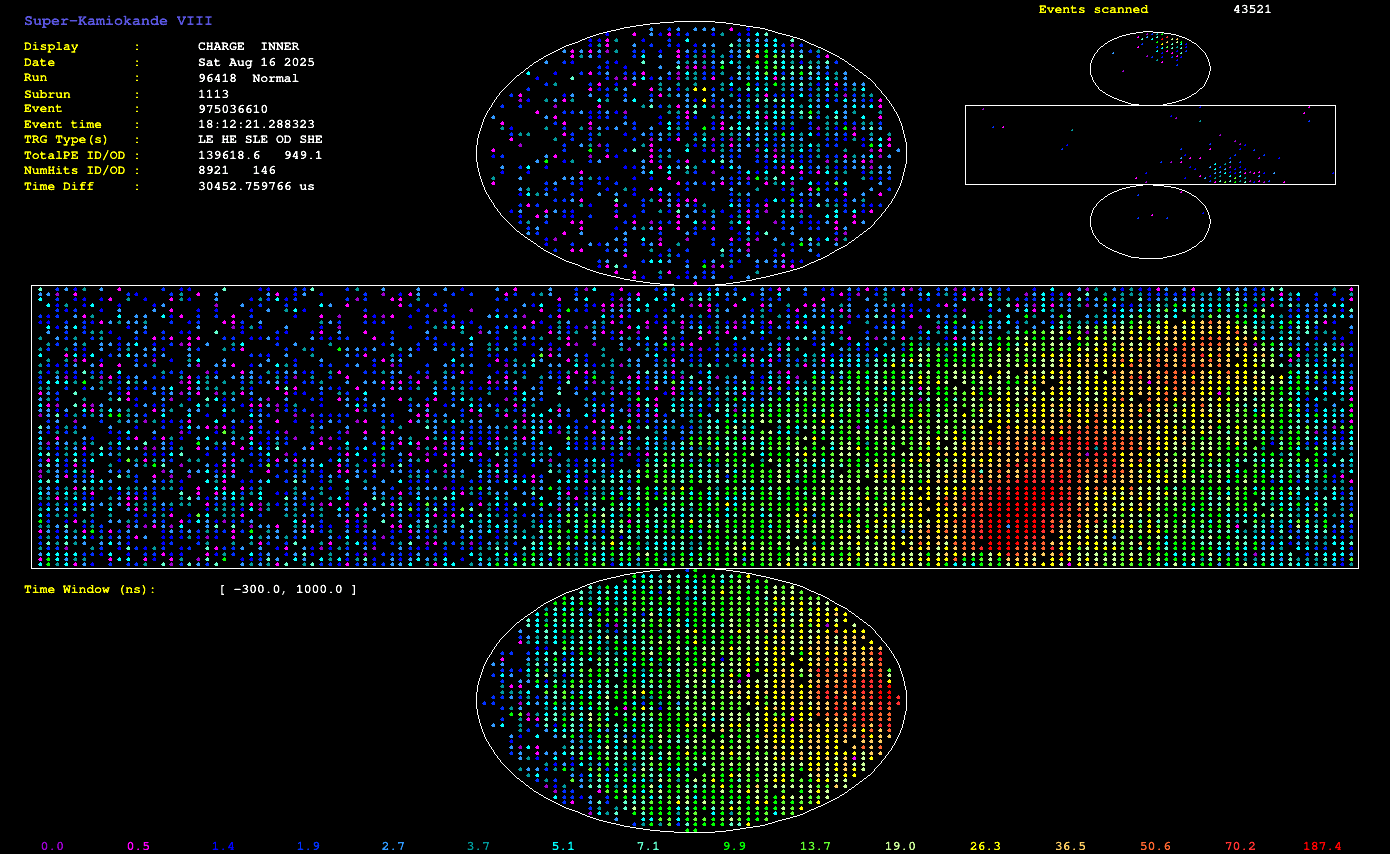 Super-Kamiokande VIII
Events scanned 43521
Display : CHARGE INNER
Date : Sat Aug 16 2025
Run : 96418 Normal
Subrun : 1113
Event : 975036610
Event time : 18:12:21.288323
TRG Type(s) : LE HE SLE OD SHE
TotalPE ID/OD : 139618.6 949.1
NumHits ID/OD : 8921 146
Time Diff : 30452.759766 us
Time Window (ns): [ -300.0, 1000.0 ]
0.0 0.5 1.4 1.9 2.7 3.7 5.1 7.1 9.9 13.7 19.0 26.3 36.5 50.6 70.2 187.4